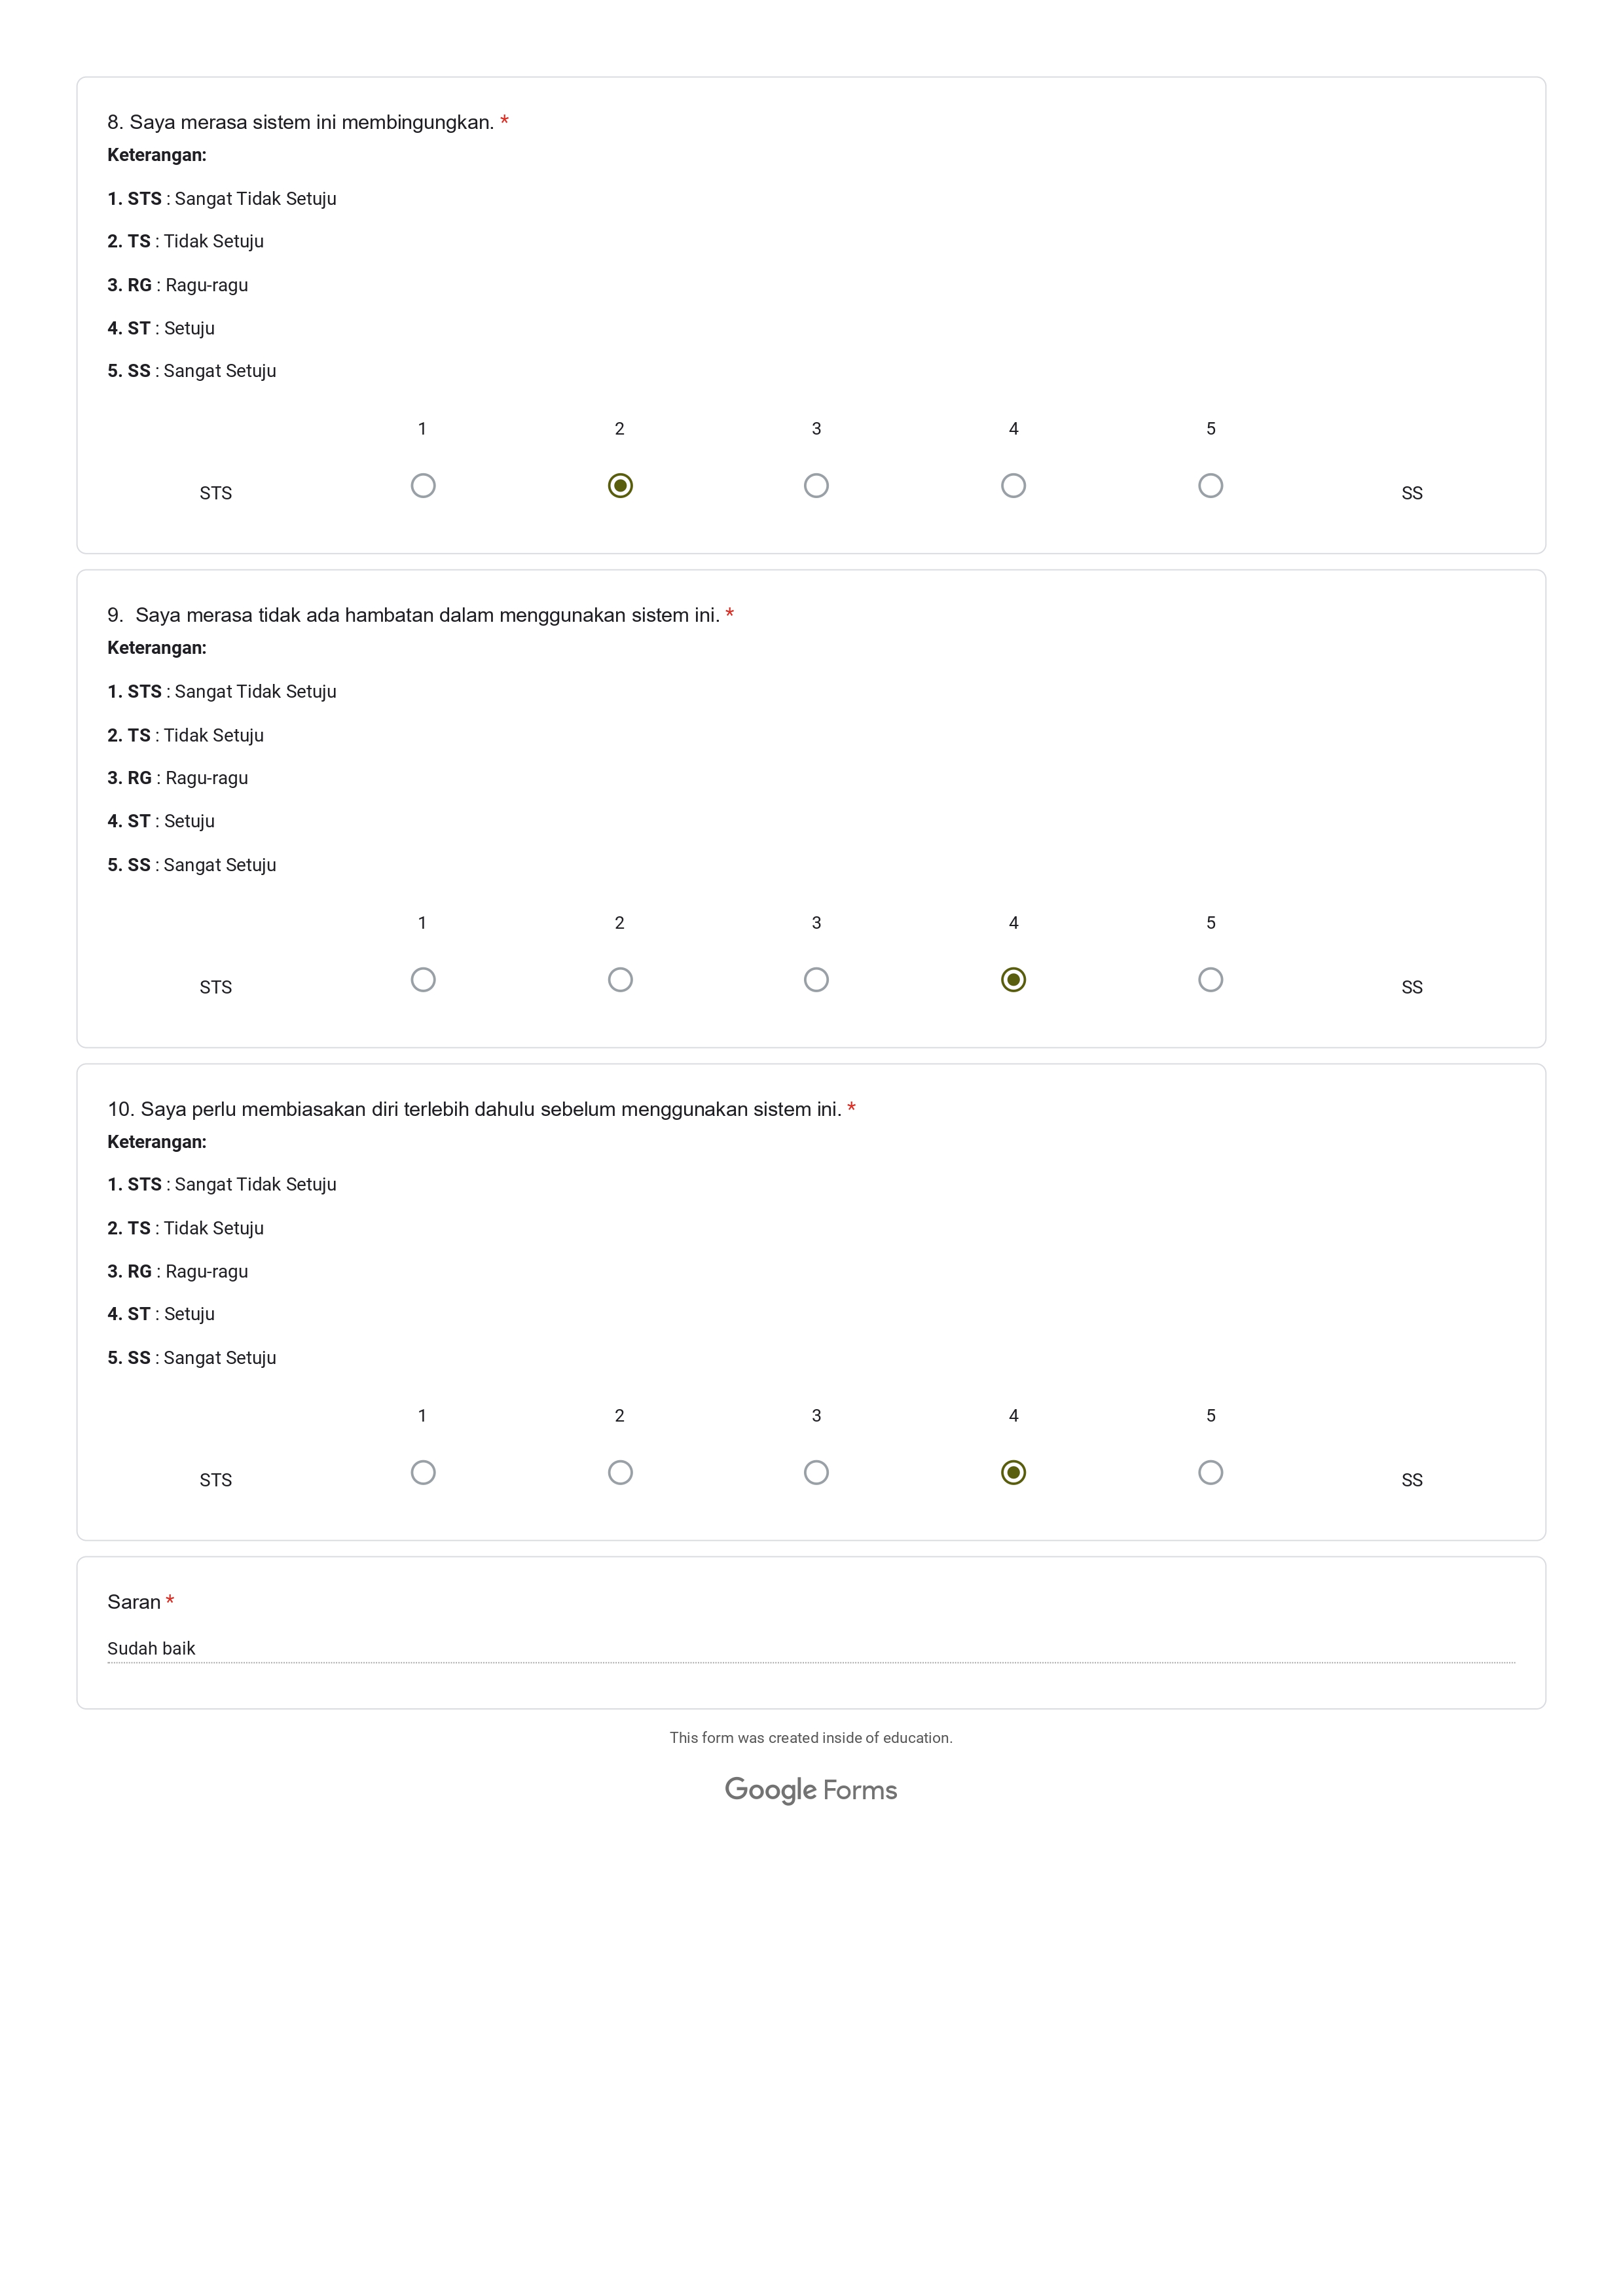 8. Saya merasa sistem ini membingungkan. *
Keterangan:
1. STS : Sangat Tidak Setuju
2. TS : Tidak Setuju
3. RG : Ragu-ragu
4. ST : Setuju
5. SS : Sangat Setuju
1 2 3 4 5
STS SS
9.  Saya merasa tidak ada hambatan dalam menggunakan sistem ini. *
Keterangan:
1. STS : Sangat Tidak Setuju
2. TS : Tidak Setuju
3. RG : Ragu-ragu
4. ST : Setuju
5. SS : Sangat Setuju
1 2 3 4 5
STS SS
10. Saya perlu membiasakan diri terlebih dahulu sebelum menggunakan sistem ini. *
Keterangan:
1. STS : Sangat Tidak Setuju
2. TS : Tidak Setuju
3. RG : Ragu-ragu
4. ST : Setuju
5. SS : Sangat Setuju
1 2 3 4 5
STS SS
Saran *
Sudah baik
This form was created inside of education.
Google Forms